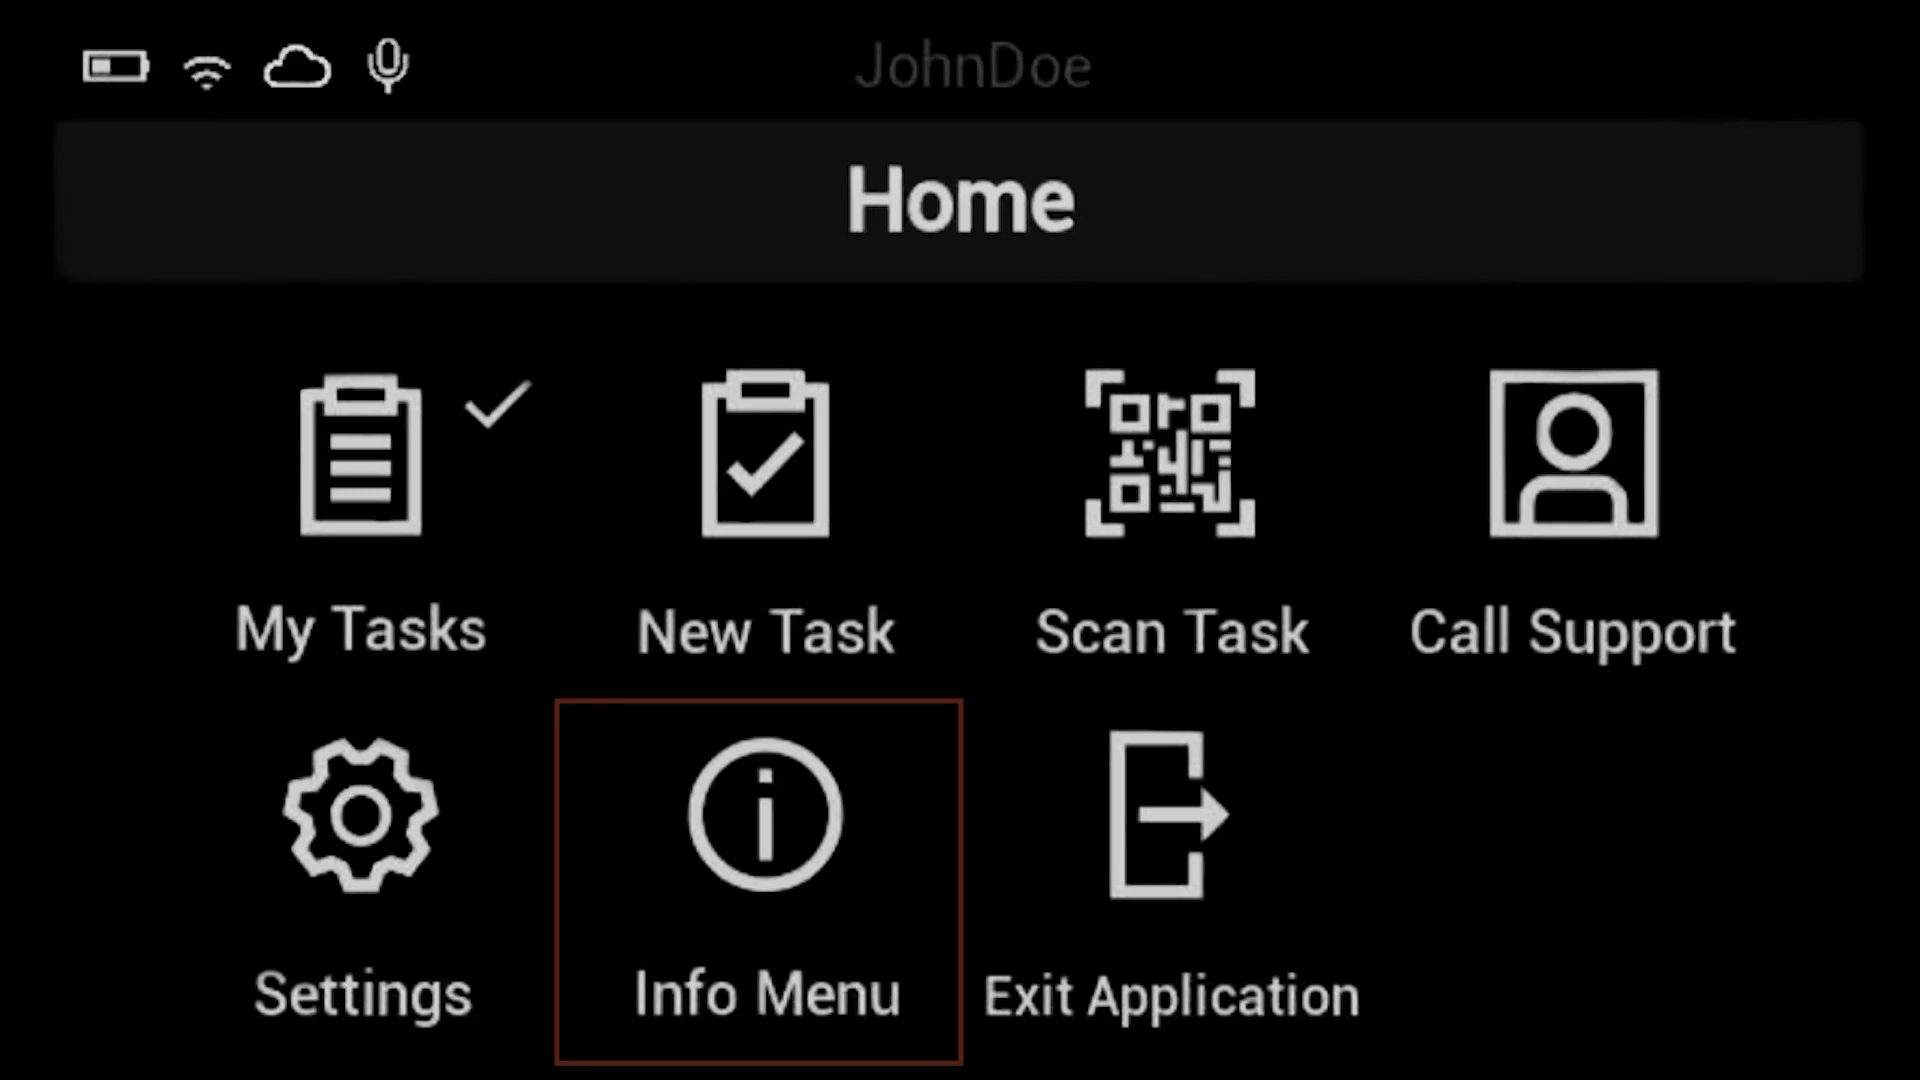 JohnDoe
Home
My Tasks
New Task
Scan Task
Call Support
Settings
Info Menu
Exit Application